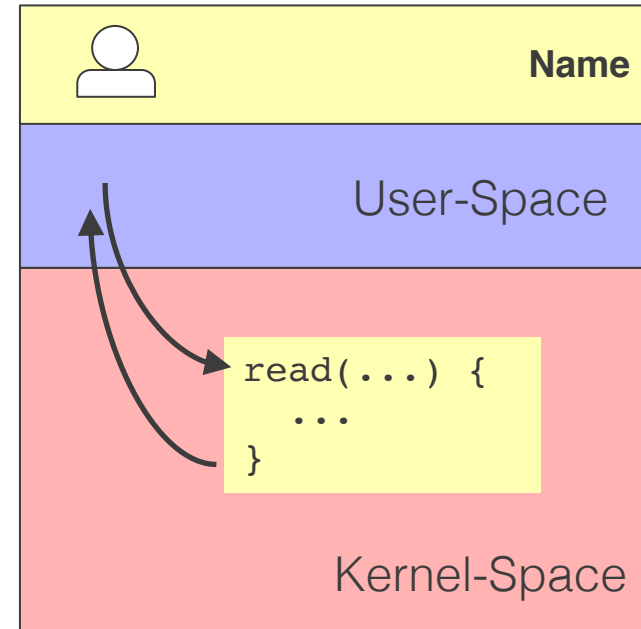 Name
User-Space
read(...) {
...
}
Kernel-Space